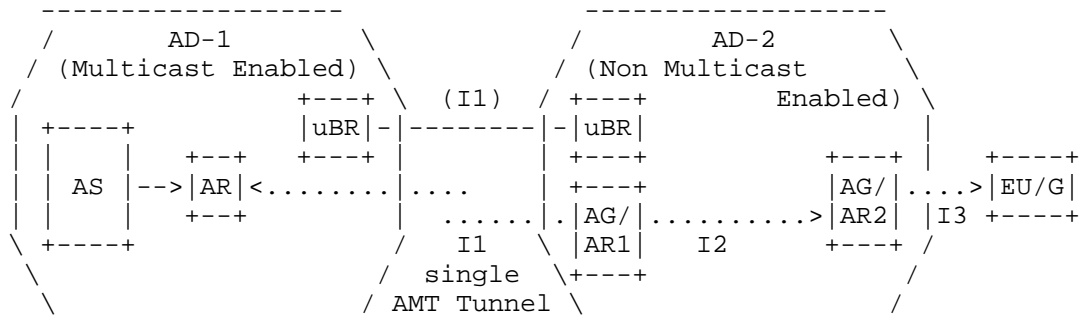 AD-1 AD-2
(Multicast Enabled) (Non Multicast
(I1) Enabled)
uBR uBR
AS AR AG/ EU/G
AG/ AR2 I3
I1 AR1 I2
single
AMT Tunnel